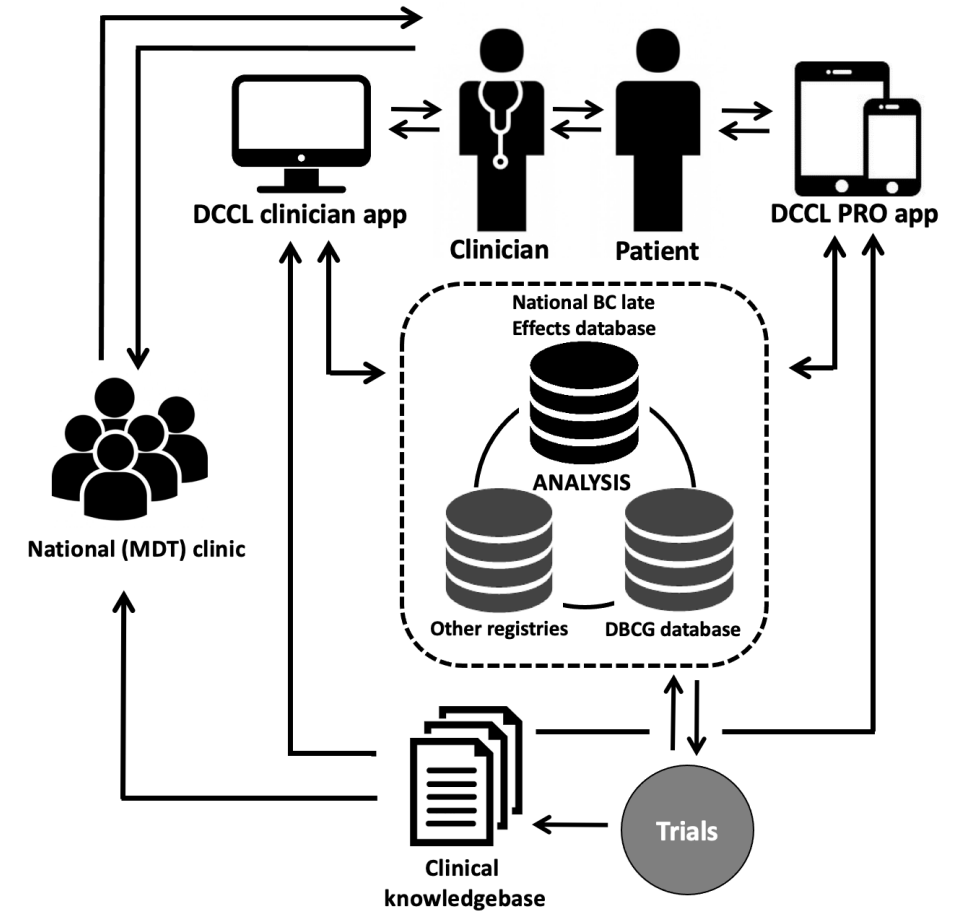 DCCL clinician app
Clinician
Patient
DCCL PRO app
National BC late
Effects database
ANALYSIS
Other registries
DBCG database
National (MDT) clinic
Clinical
knowledgebase
Trials